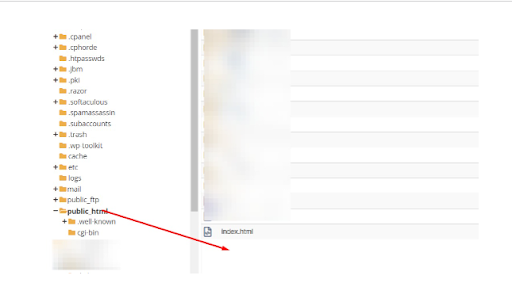 .cpanel
.cphorde
.htpasswds
.jbm
.pki
.razor
.softaculous
.spamassassin
.subaccounts
.trash
.wp-toolkit
cache
etc
logs
mail
public_ftp
public_html
.well-known
cgi-bin
index.html